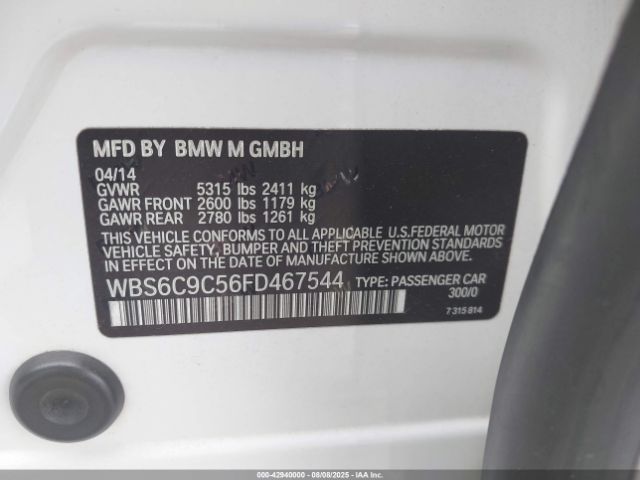 MFD BY BMW M GMBH
04/14
GVWR 5315 lbs 2411 kg
GAWR FRONT 2600 lbs 1179 kg
GAWR REAR 2780 lbs 1261 kg
THIS VEHICLE CONFORMS TO ALL APPLICABLE U.S.FEDERAL MOTOR
VEHICLE SAFETY, BUMPER AND THEFT PREVENTION STANDARDS
IN EFFECT ON THE DATE OF MANUFACTURE SHOWN ABOVE.
WBS6C9C56FD467544 TYPE: PASSENGER CAR
300/0
7 315 814
000-42940000 - 08/08/2025 - IAA Inc.